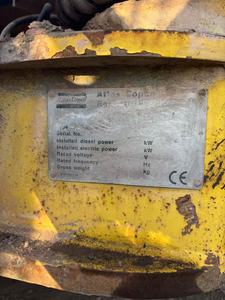 Atlas Copco
Serial No.
Installed diesel power kW
Installed electric power kW
Rated voltage V
Rated frequency Hz
Gross weight kg
CE